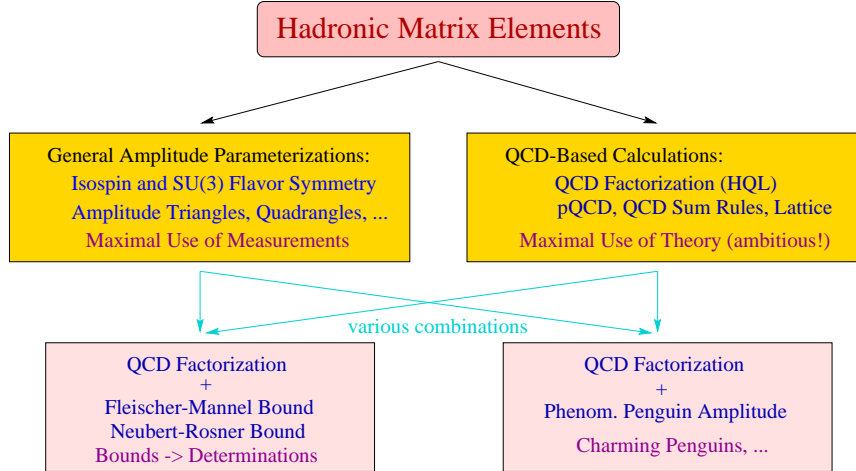 Hadronic Matrix Elements
General Amplitude Parameterizations:
Isospin and SU(3) Flavor Symmetry
Amplitude Triangles, Quadrangles, ...
Maximal Use of Measurements
QCD-Based Calculations:
QCD Factorization (HQL)
pQCD, QCD Sum Rules, Lattice
Maximal Use of Theory (ambitious!)
various combinations
QCD Factorization
+
Fleischer-Mannel Bound
Neubert-Rosner Bound
Bounds -> Determinations
QCD Factorization
+
Phenom. Penguin Amplitude
Charming Penguins, ...